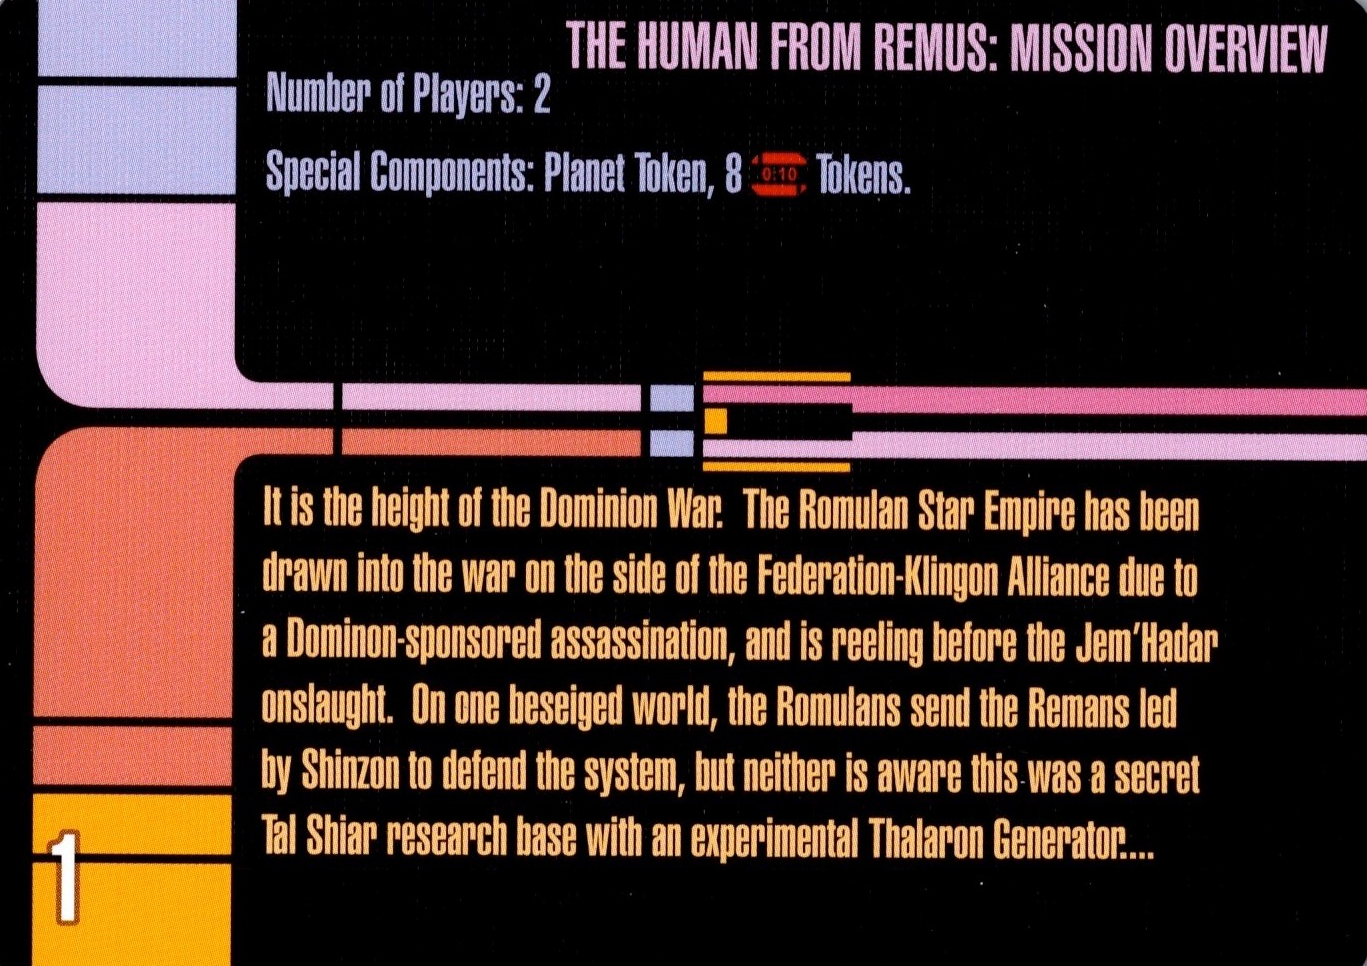 THE HUMAN FROM REMUS: MISSION OVERVIEW
Number of Players: 2
Special Components: Planet Token, 8 0:10 Tokens.
It is the height of the Dominion War. The Romulan Star Empire has been
drawn into the war on the side of the Federation-Klingon Alliance due to
a Dominon-sponsored assassination, and is reeling before the Jem'Hadar
onslaught. On one beseiged world, the Romulans send the Remans led
by Shinzon to defend the system, but neither is aware this was a secret
Tal Shiar research base with an experimental Thalaron Generator....
1